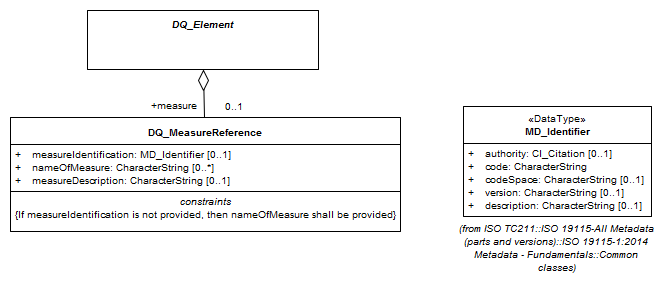 DQ_Element
+measure 0..1
DQ_MeasureReference
+ measureIdentification: MD_Identifier [0..1]
+ nameOfMeasure: CharacterString [0..*]
+ measureDescription: CharacterString [0..1]
constraints
{If measureIdentification is not provided, then nameOfMeasure shall be provided}
«DataType»
MD_Identifier
+ authority: CI_Citation [0..1]
+ code: CharacterString
+ codeSpace: CharacterString [0..1]
+ version: CharacterString [0..1]
+ description: CharacterString [0..1]
(from ISO TC211::ISO 19115-All Metadata
(parts and versions)::ISO 19115-1:2014
Metadata - Fundamentals::Common
classes)